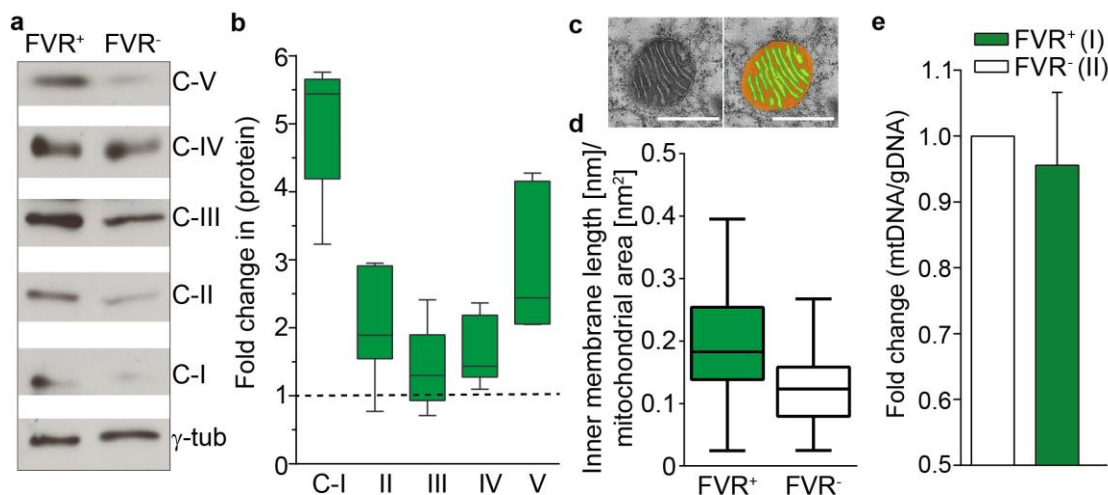 a
FVR+ FVR-
C-V
C-IV
C-III
C-II
C-I
γ-tub
b
Fold change in (protein)
6
5
4
3
2
1
0
C-I II III IV V
c
d
Inner membrane length [nm]/
mitochondrial area [nm²]
0.5
0.4
0.3
0.2
0.1
0
FVR+ FVR-
e
FVR+ (I)
FVR- (II)
Fold change (mtDNA/gDNA)
1.1
1.0
0.9
0.8
0.7
0.6
0.5